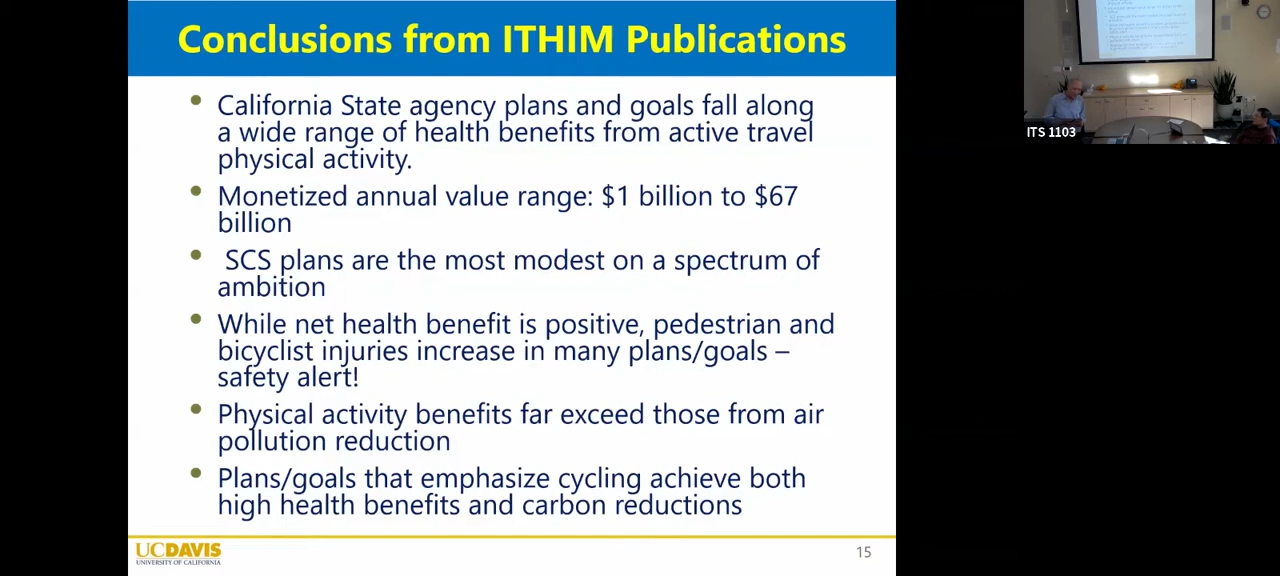 Conclusions from ITHIM Publications
• California State agency plans and goals fall along
a wide range of health benefits from active travel
physical activity.
• Monetized annual value range: $1 billion to $67
billion
• SCS plans are the most modest on a spectrum of
ambition
• While net health benefit is positive, pedestrian and
bicyclist injuries increase in many plans/goals –
safety alert!
• Physical activity benefits far exceed those from air
pollution reduction
• Plans/goals that emphasize cycling achieve both
high health benefits and carbon reductions
UCDAVIS
UNIVERSITY OF CALIFORNIA
15
ITS 1103